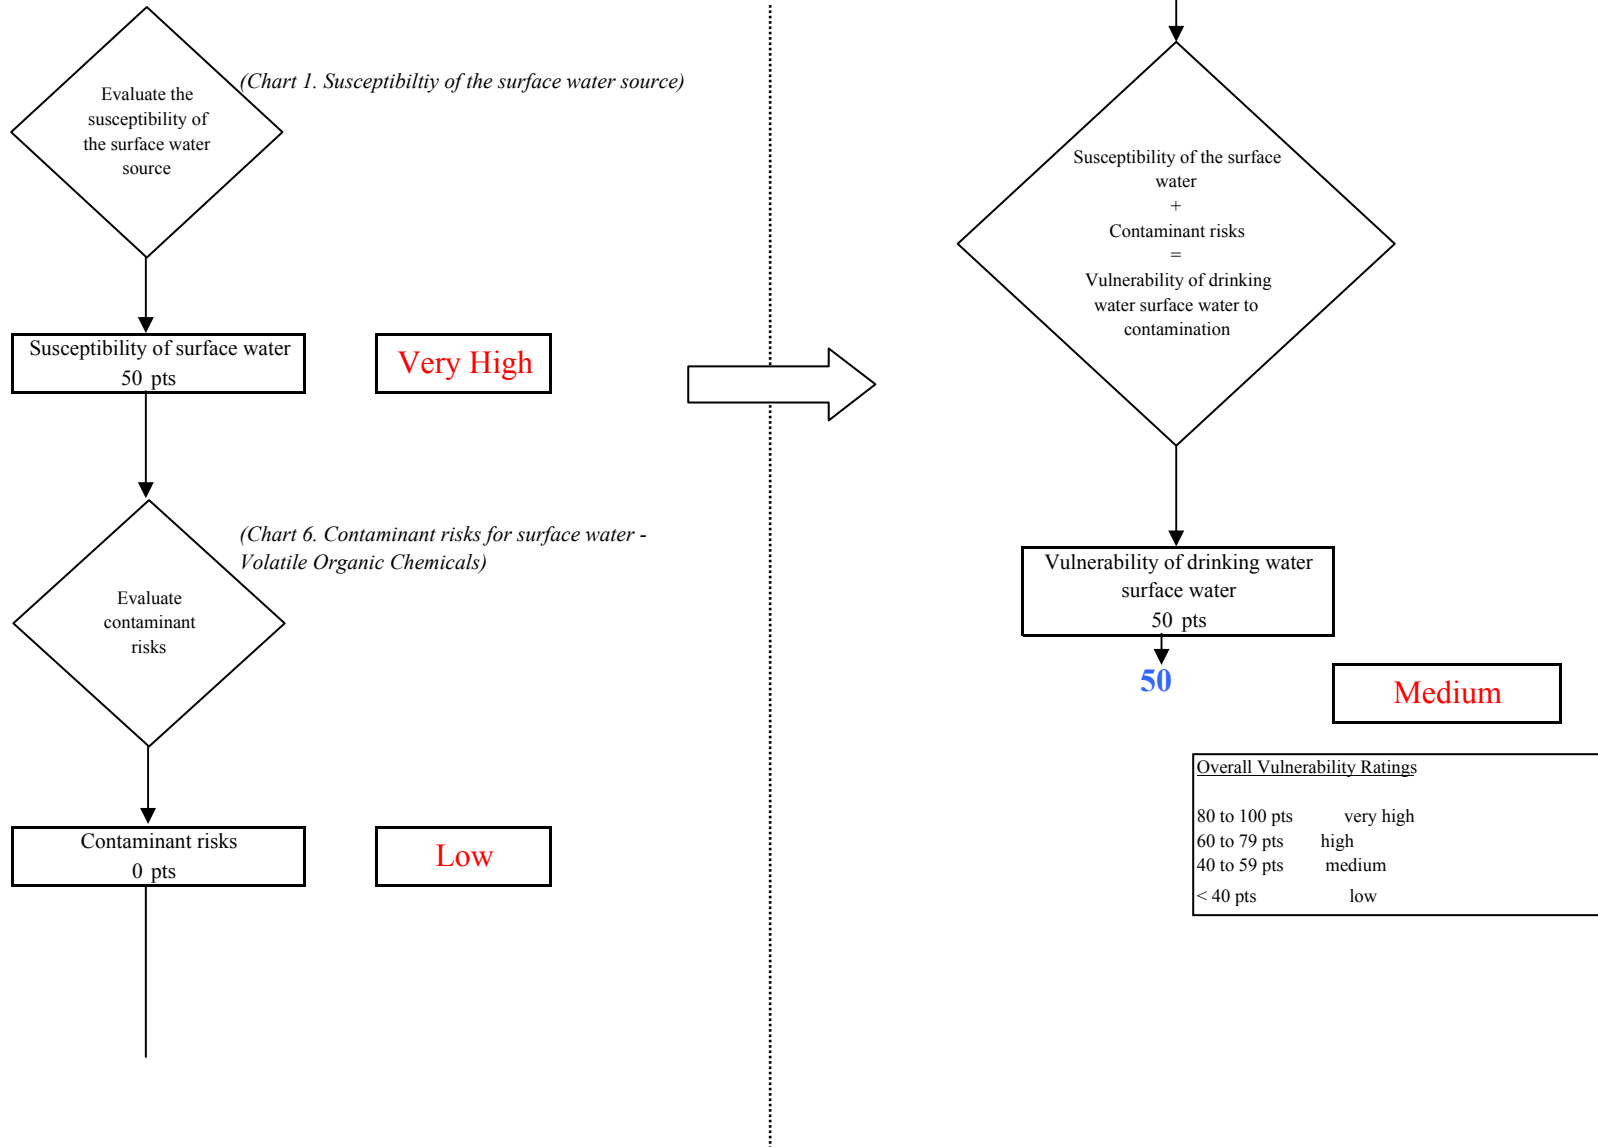 Evaluate the
susceptibility of
the surface water
source
(Chart 1. Susceptibiltiy of the surface water source)
Susceptibility of surface water
50 pts
Very High
(Chart 6. Contaminant risks for surface water -
Volatile Organic Chemicals)
Evaluate
contaminant
risks
Contaminant risks
0 pts
Low
Susceptibility of the surface
water
+
Contaminant risks
=
Vulnerability of drinking
water surface water to
contamination
Vulnerability of drinking water
surface water
50 pts
50
Medium
Overall Vulnerability Ratings
80 to 100 pts very high
60 to 79 pts high
40 to 59 pts medium
< 40 pts low